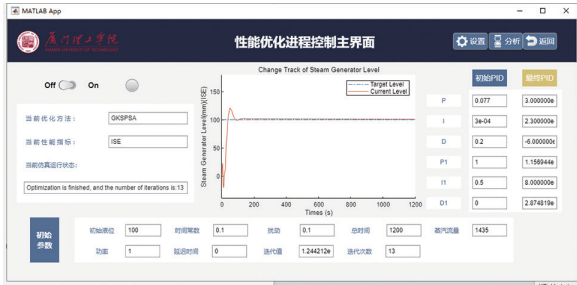 MATLAB App
厦门理工学院
性能优化进程控制主界面
设置 分析 返回
Off On
当前优化方法: GKSPSA
当前性能指标: ISE
当前仿真运行状态:
Optimization is finished, and the number of iterations is:13
Change Track of Steam Generator Level
Target Level
Current Level
Steam Generator Level(mm)(ISE)
150
100
50
0
0 200 400 600 800 1000 1200
Times (s)
初始PID 最终PID
P 0.077 3.000000e
I 3e-04 2.300000e
D 0.2 -6.000000e
P1 1 1.156944e
I1 0.5 8.000000e
D1 0 2.874819e
初始参数
初始液位 100 时间常数 0.1 扰动 0.1 总时间 1200 蒸汽流量 1435
功率 1 延迟时间 0 迭代值 1.244212e 迭代次数 13